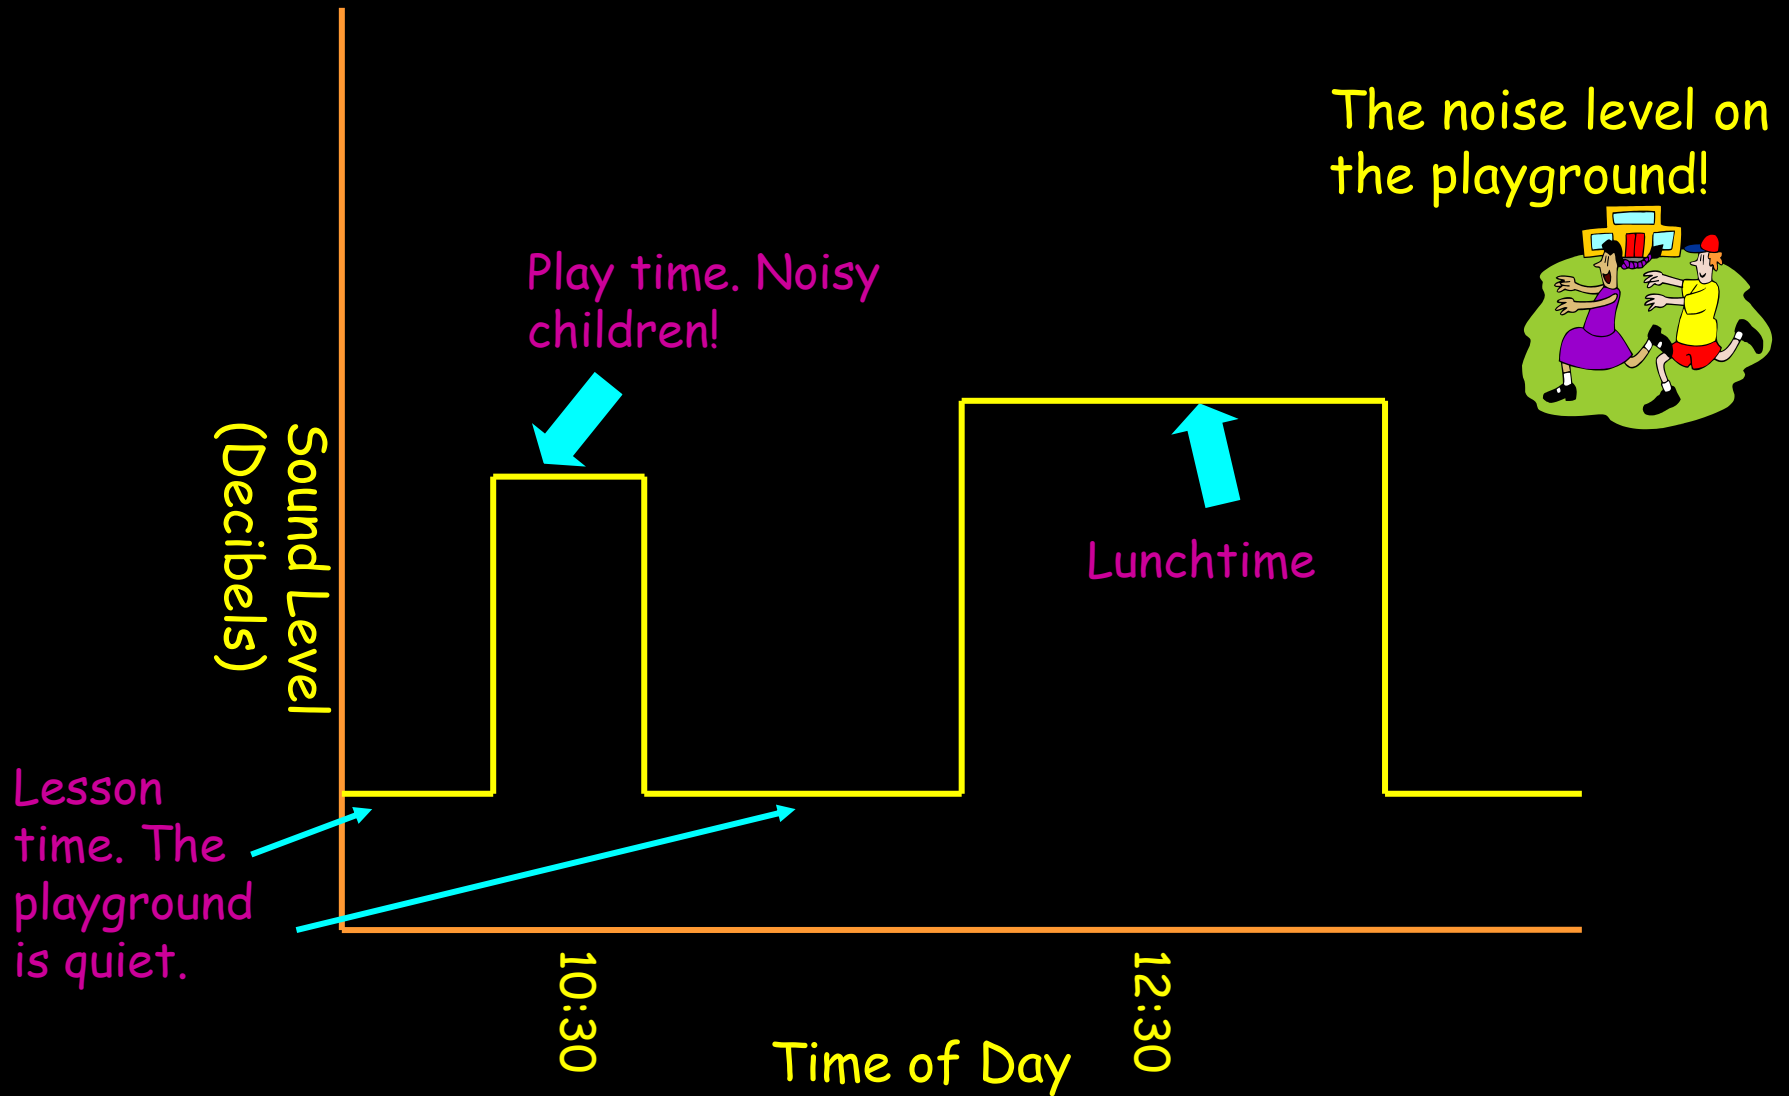 The noise level on
the playground!
Play time. Noisy
children!
Sound Level
(Decibels)
Lunchtime
Lesson
time. The
playground
is quiet.
10:30
12:30
Time of Day